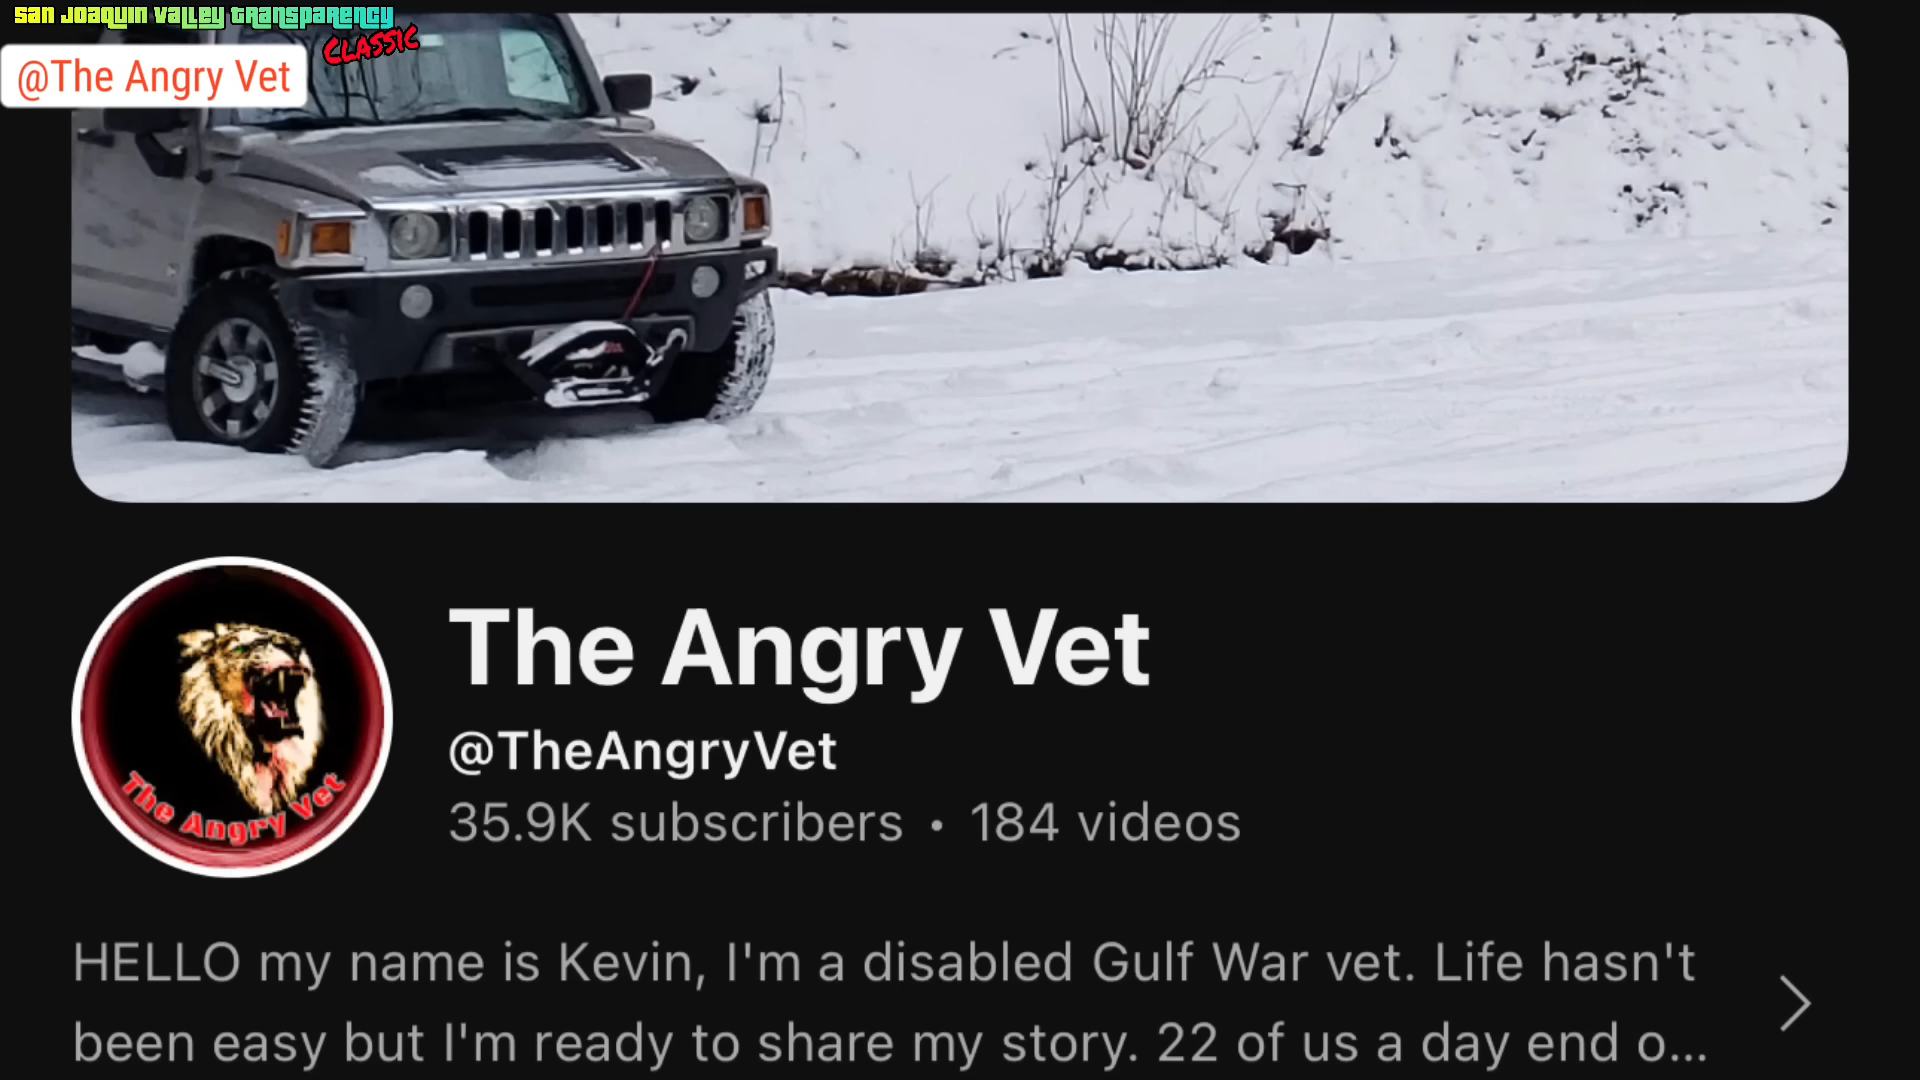 San Joaquin Valley Transparency
Classic
@The Angry Vet
The Angry Vet
The Angry Vet
@TheAngryVet
35.9K subscribers • 184 videos
HELLO my name is Kevin, I'm a disabled Gulf War vet. Life hasn't
been easy but I'm ready to share my story. 22 of us a day end o...